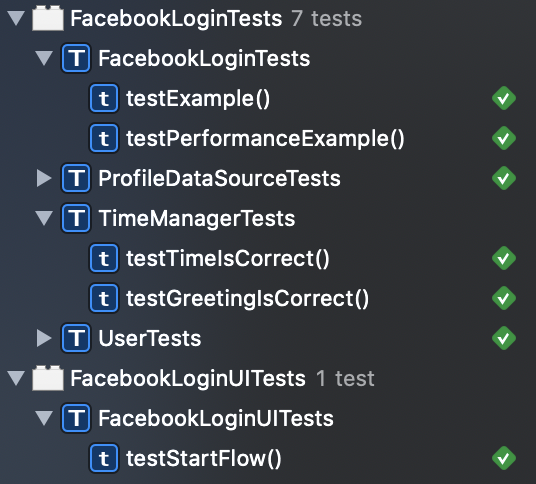 FacebookLoginTests 7 tests
T FacebookLoginTests
t testExample()
t testPerformanceExample()
T ProfileDataSourceTests
T TimeManagerTests
t testTimeIsCorrect()
t testGreetingIsCorrect()
T UserTests
FacebookLoginUITests 1 test
T FacebookLoginUITests
t testStartFlow()